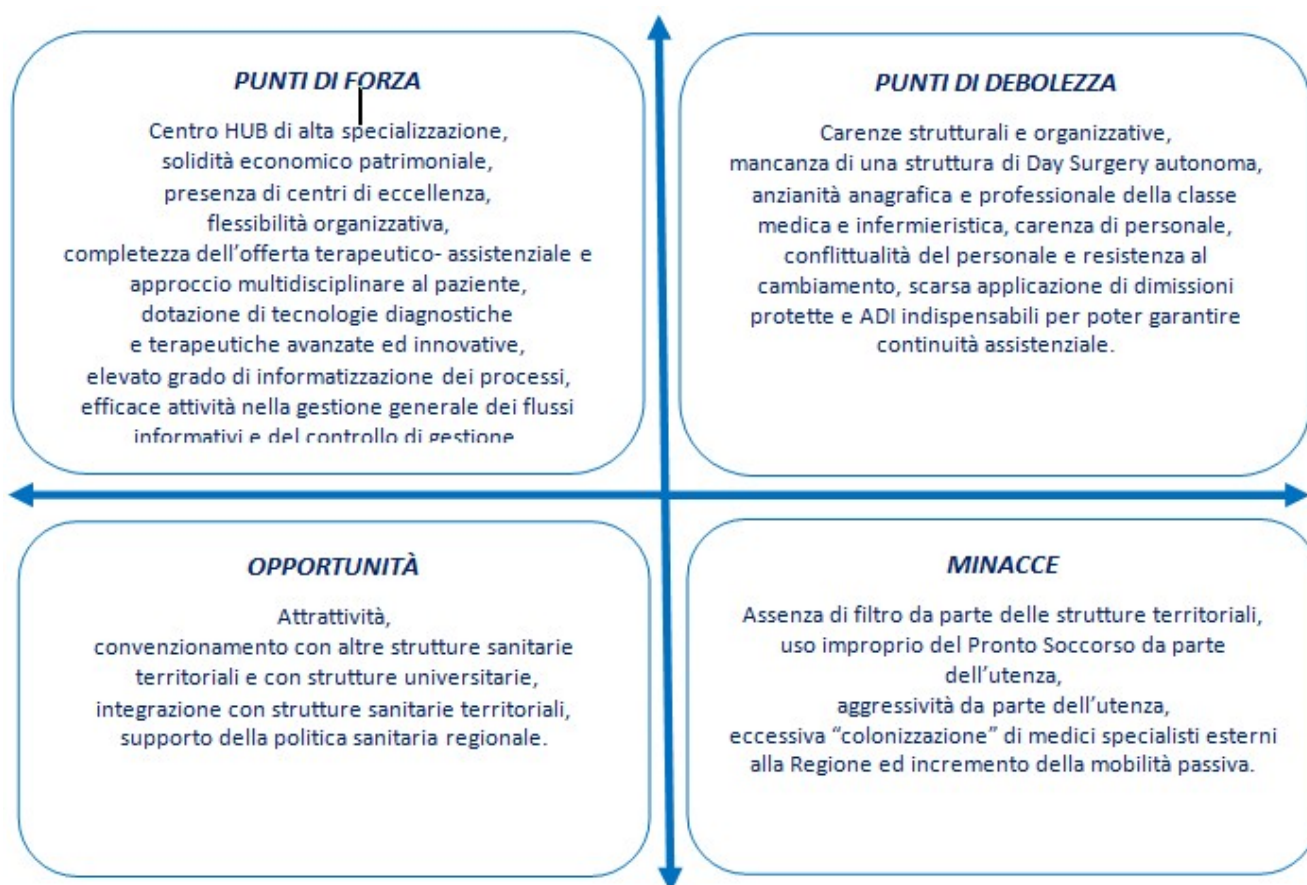 PUNTI DI FORZA
Centro HUB di alta specializzazione,
solidità economico patrimoniale,
presenza di centri di eccellenza,
flessibilità organizzativa,
completezza dell’offerta terapeutico- assistenziale e
approccio multidisciplinare al paziente,
dotazione di tecnologie diagnostiche
e terapeutiche avanzate ed innovative,
elevato grado di informatizzazione dei processi,
efficace attività nella gestione generale dei flussi
informativi e del controllo di gestione
PUNTI DI DEBOLEZZA
Carenze strutturali e organizzative,
mancanza di una struttura di Day Surgery autonoma,
anzianità anagrafica e professionale della classe
medica e infermieristica, carenza di personale,
conflittualità del personale e resistenza al
cambiamento, scarsa applicazione di dimissioni
protette e ADI indispensabili per poter garantire
continuità assistenziale.
OPPORTUNITÀ
Attrattività,
convenzionamento con altre strutture sanitarie
territoriali e con strutture universitarie,
integrazione con strutture sanitarie territoriali,
supporto della politica sanitaria regionale.
MINACCE
Assenza di filtro da parte delle strutture territoriali,
uso improprio del Pronto Soccorso da parte
dell’utenza,
aggressività da parte dell’utenza,
eccessiva “colonizzazione” di medici specialisti esterni
alla Regione ed incremento della mobilità passiva.